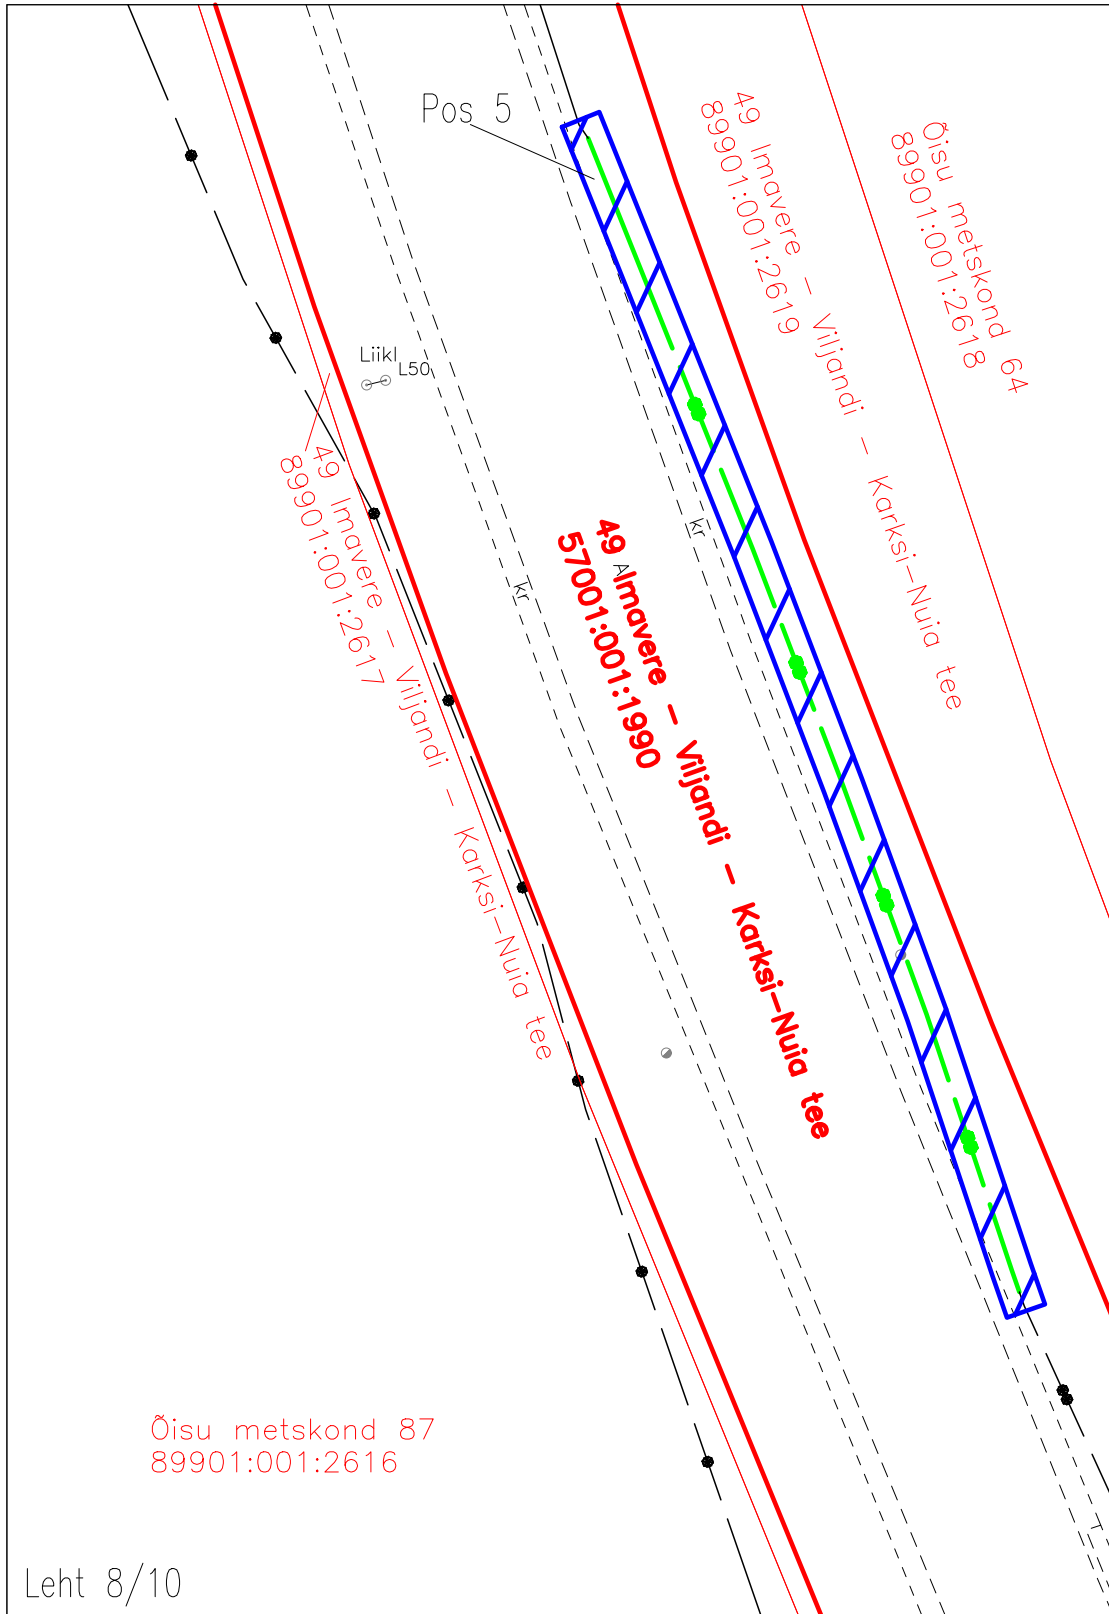 Pos 5
49 Imavere – Viljandi – Karksi–Nuia tee
89901:001:2619
Õisu metskond 64
89901:001:2618
Liikl
L50
49 Imavere – Viljandi – Karksi–Nuia tee
89901:001:2617
kr
kr
A
49 Imavere – Viljandi – Karksi–Nuia tee
57001:001:1990
Õisu metskond 87
89901:001:2616
T
Leht 8/10